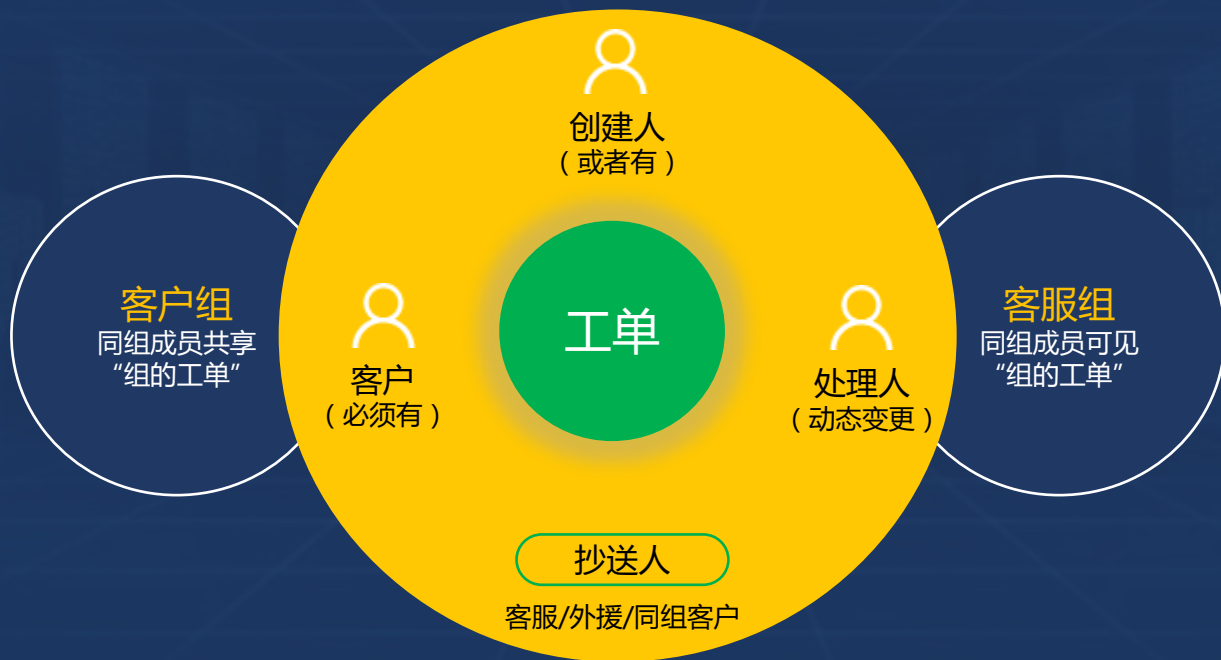 创建人
（或者有）
客户组
同组成员共享
“组的工单”
客户
（必须有）
工单
处理人
（动态变更）
客服组
同组成员可见
“组的工单”
抄送人
客服/外援/同组客户